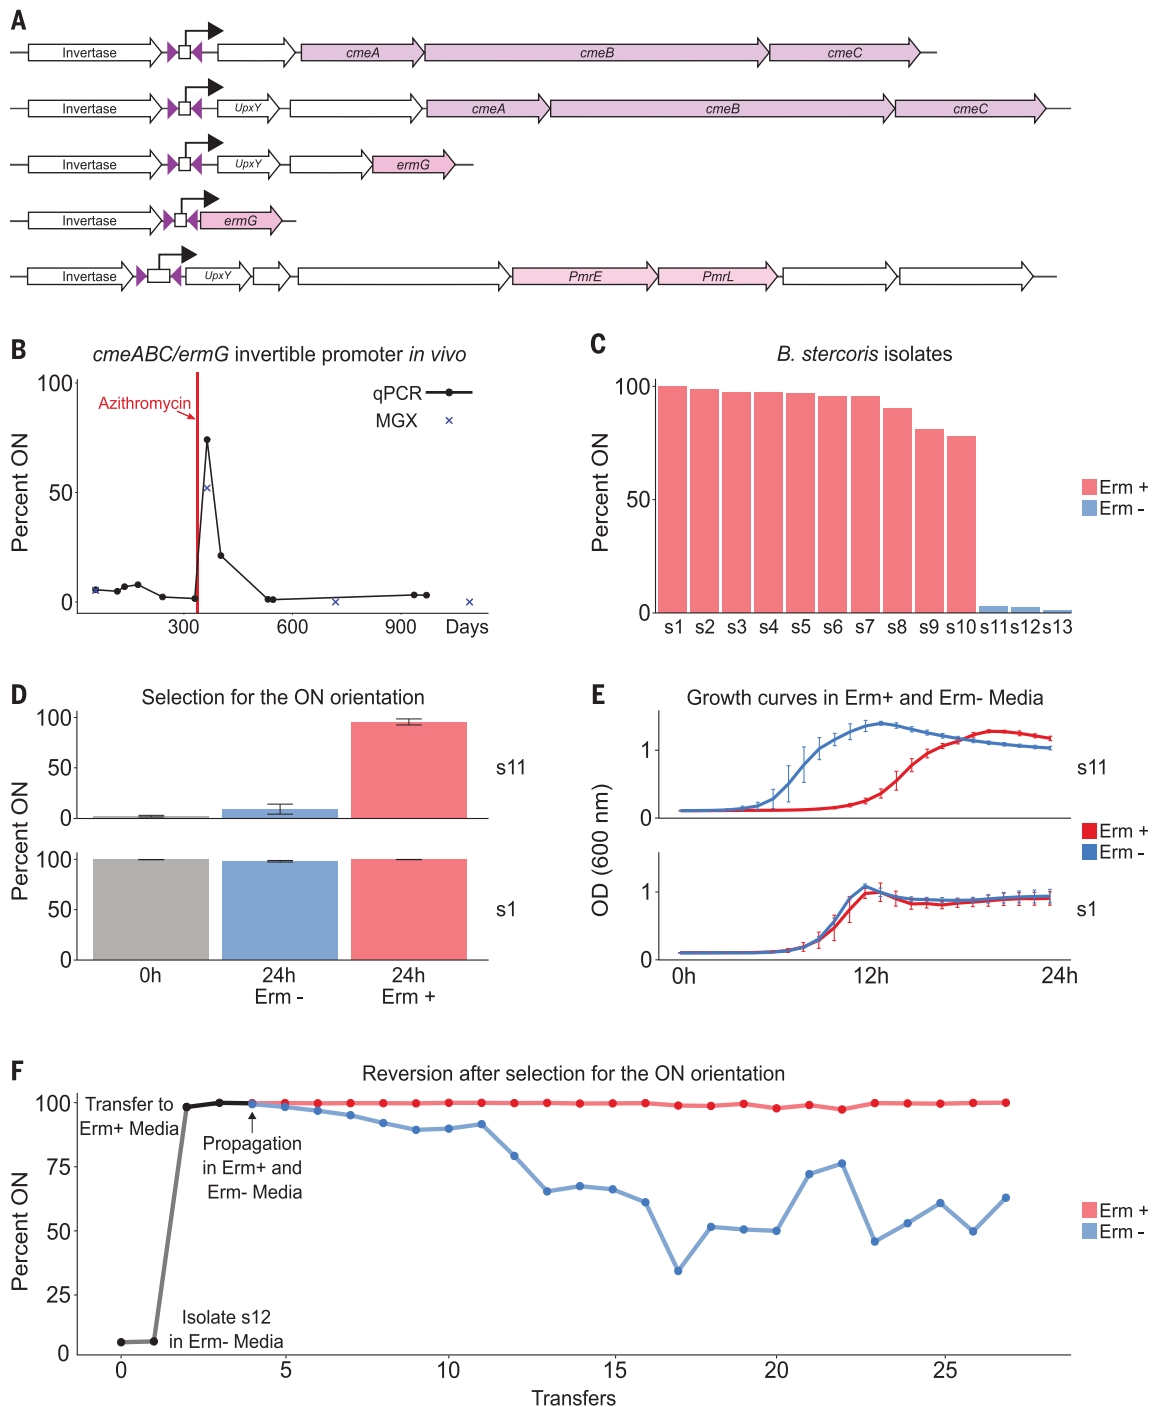 A
Invertase cmeA cmeB cmeC
Invertase UpxY cmeA cmeB cmeC
Invertase UpxY ermG
Invertase ermG
Invertase UpxY PmrE PmrL
B
cmeABC/ermG invertible promoter in vivo
100
50
0
Percent ON
Azithromycin
qPCR
MGX
300 600 900 Days
C
B. stercoris isolates
100
50
0
Percent ON
s1 s2 s3 s4 s5 s6 s7 s8 s9 s10 s11 s12 s13
Erm +
Erm -
D
Selection for the ON orientation
100
50
0
s11
100
50
0
s1
Percent ON
0h 24h 24h
Erm - Erm +
E
Growth curves in Erm+ and Erm- Media
1
0
s11
1
0
s1
OD (600 nm)
0h 12h 24h
Erm +
Erm -
F
Reversion after selection for the ON orientation
100
75
50
25
0
Percent ON
Transfer to
Erm+ Media
Propagation
in Erm+ and
Erm- Media
Isolate s12
in Erm- Media
0 5 10 15 20 25
Transfers
Erm +
Erm -